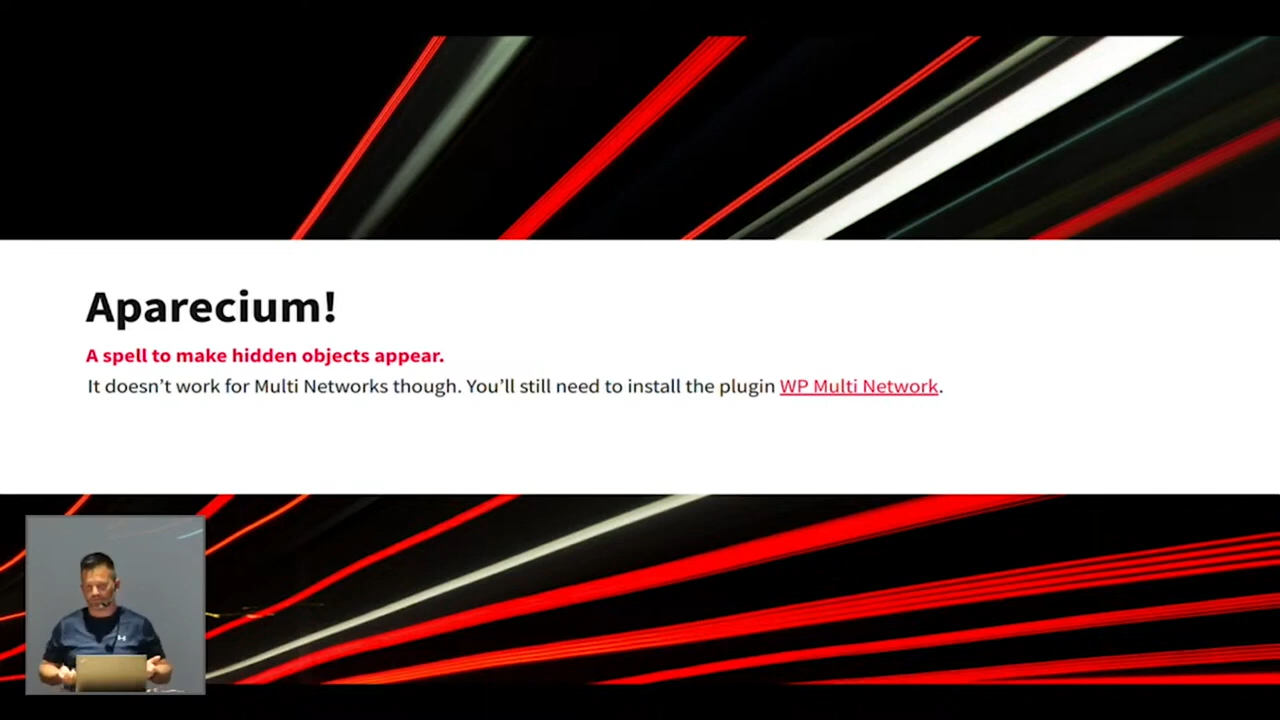 Aparecium!
A spell to make hidden objects appear.
It doesn’t work for Multi Networks though. You’ll still need to install the plugin WP Multi Network.